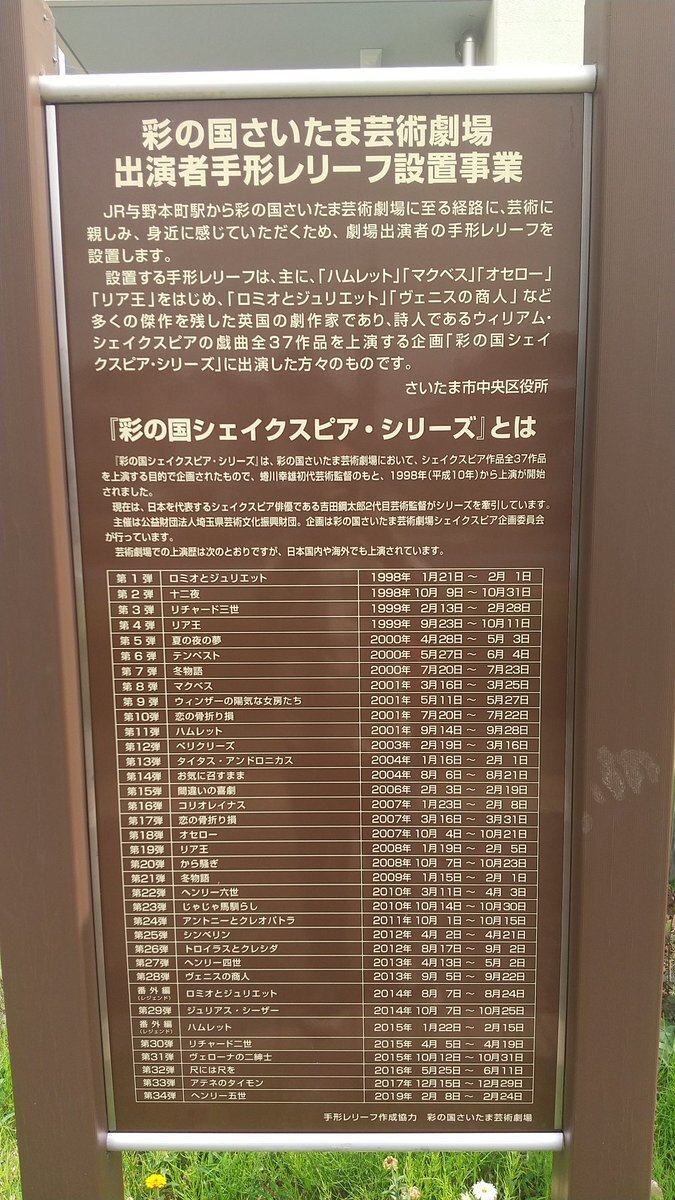 彩の国さいたま芸術劇場
出演者手形レリーフ設置事業
JR与野本町駅から彩の国さいたま芸術劇場に至る経路に、芸術に
親しみ、身近に感じていただくため、劇場出演者の手形レリーフを
設置します。
設置する手形レリーフは、主に、「ハムレット」「マクベス」「オセロー」
「リア王」をはじめ、「ロミオとジュリエット」「ヴェニスの商人」など
多くの傑作を残した英国の劇作家であり、詩人であるウィリアム・
シェイクスピアの戯曲全37作品を上演する企画「彩の国シェイ
クスピア・シリーズ」に出演した方々のものです。
さいたま市中央区役所
『彩の国シェイクスピア・シリーズ』とは
『彩の国シェイクスピア・シリーズ』は、彩の国さいたま芸術劇場において、シェイクスピア作品全37作品
を上演する目的で企画されたもので、蜷川幸雄初代芸術監督のもと、1998年(平成10年)から上演が開始
されました。
現在は、日本を代表するシェイクスピア俳優である吉田鋼太郎2代目芸術監督がシリーズを牽引しています。
主催は公益財団法人埼玉県芸術文化振興財団。企画は彩の国さいたま芸術劇場シェイクスピア企画委員会
が行っています。
芸術劇場での上演歴は次のとおりですが、日本国内や海外でも上演されています。
第1弾 ロミオとジュリエット 1998年 1月21日～ 2月 1日
第2弾 十二夜 1998年10月 9日～10月31日
第3弾 リチャード三世 1999年 2月13日～ 2月28日
第4弾 リア王 1999年 9月23日～10月11日
第5弾 夏の夜の夢 2000年 4月28日～ 5月 3日
第6弾 テンペスト 2000年 5月27日～ 6月 4日
第7弾 冬物語 2000年 7月20日～ 7月23日
第8弾 マクベス 2001年 3月16日～ 3月25日
第9弾 ウィンザーの陽気な女房たち 2001年 5月11日～ 5月27日
第10弾 恋の骨折り損 2001年 7月20日～ 7月22日
第11弾 ハムレット 2001年 9月14日～ 9月28日
第12弾 ペリクリーズ 2003年 2月19日～ 3月16日
第13弾 タイタス・アンドロニカス 2004年 1月16日～ 2月 1日
第14弾 お気に召すまま 2004年 8月 6日～ 8月21日
第15弾 間違いの喜劇 2006年 2月 3日～ 2月19日
第16弾 コリオレイナス 2007年 1月23日～ 2月 8日
第17弾 恋の骨折り損 2007年 3月16日～ 3月31日
第18弾 オセロー 2007年10月 4日～10月21日
第19弾 リア王 2008年 1月19日～ 2月 5日
第20弾 から騒ぎ 2008年10月 7日～10月23日
第21弾 冬物語 2009年 1月15日～ 2月 1日
第22弾 ヘンリー六世 2010年 3月11日～ 4月 3日
第23弾 じゃじゃ馬馴らし 2010年10月14日～10月30日
第24弾 アントニーとクレオパトラ 2011年10月 1日～10月15日
第25弾 シンベリン 2012年 4月 2日～ 4月21日
第26弾 トロイラスとクレシダ 2012年 8月17日～ 9月 2日
第27弾 ヘンリー四世 2013年 4月13日～ 5月 2日
第28弾 ヴェニスの商人 2013年 9月 5日～ 9月22日
番外編(レジェンド) ロミオとジュリエット 2014年 8月 7日～ 8月24日
第29弾 ジュリアス・シーザー 2014年10月 7日～10月25日
番外編(レジェンド) ハムレット 2015年 1月22日～ 2月15日
第30弾 リチャード二世 2015年 4月 5日～ 4月19日
第31弾 ヴェローナの二紳士 2015年10月12日～10月31日
第32弾 尺には尺を 2016年 5月25日～ 6月11日
第33弾 アテネのタイモン 2017年12月15日～12月29日
第34弾 ヘンリー五世 2019年 2月 8日～ 2月24日
手形レリーフ作成協力 彩の国さいたま芸術劇場